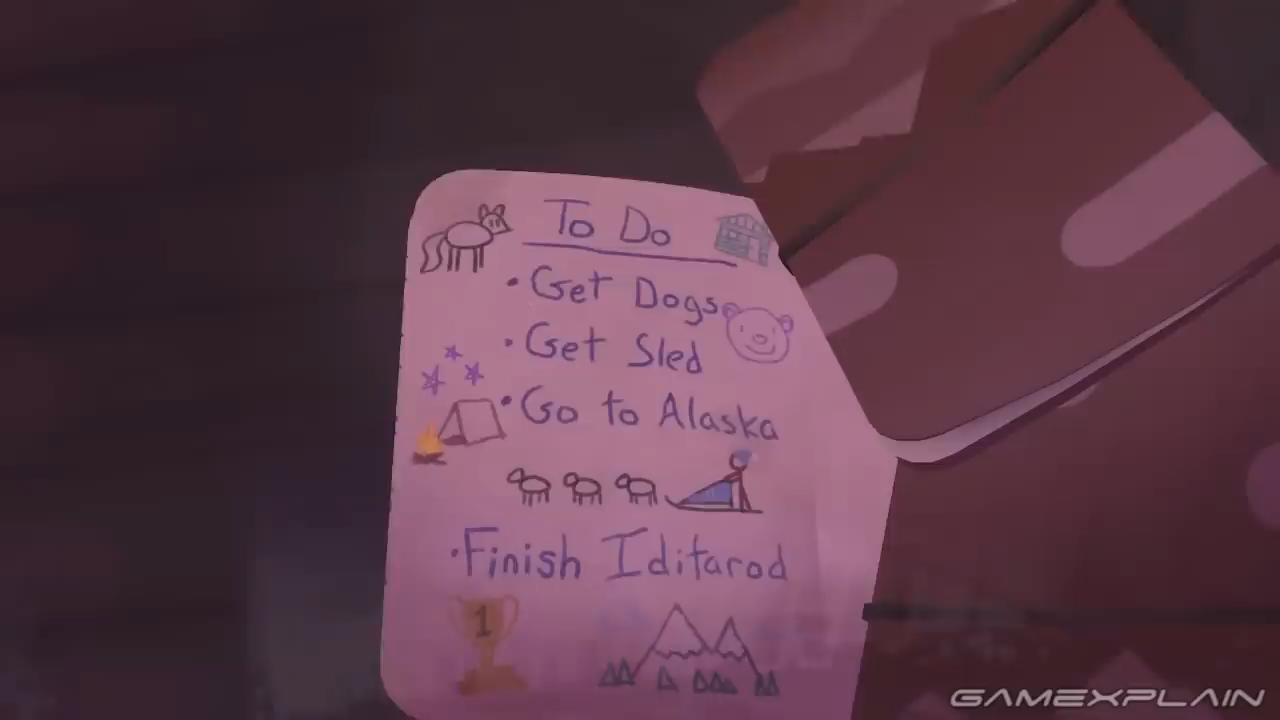 To Do
• Get Dogs
• Get Sled
• Go to Alaska
• Finish Iditarod
1
GAMEXPLAIN